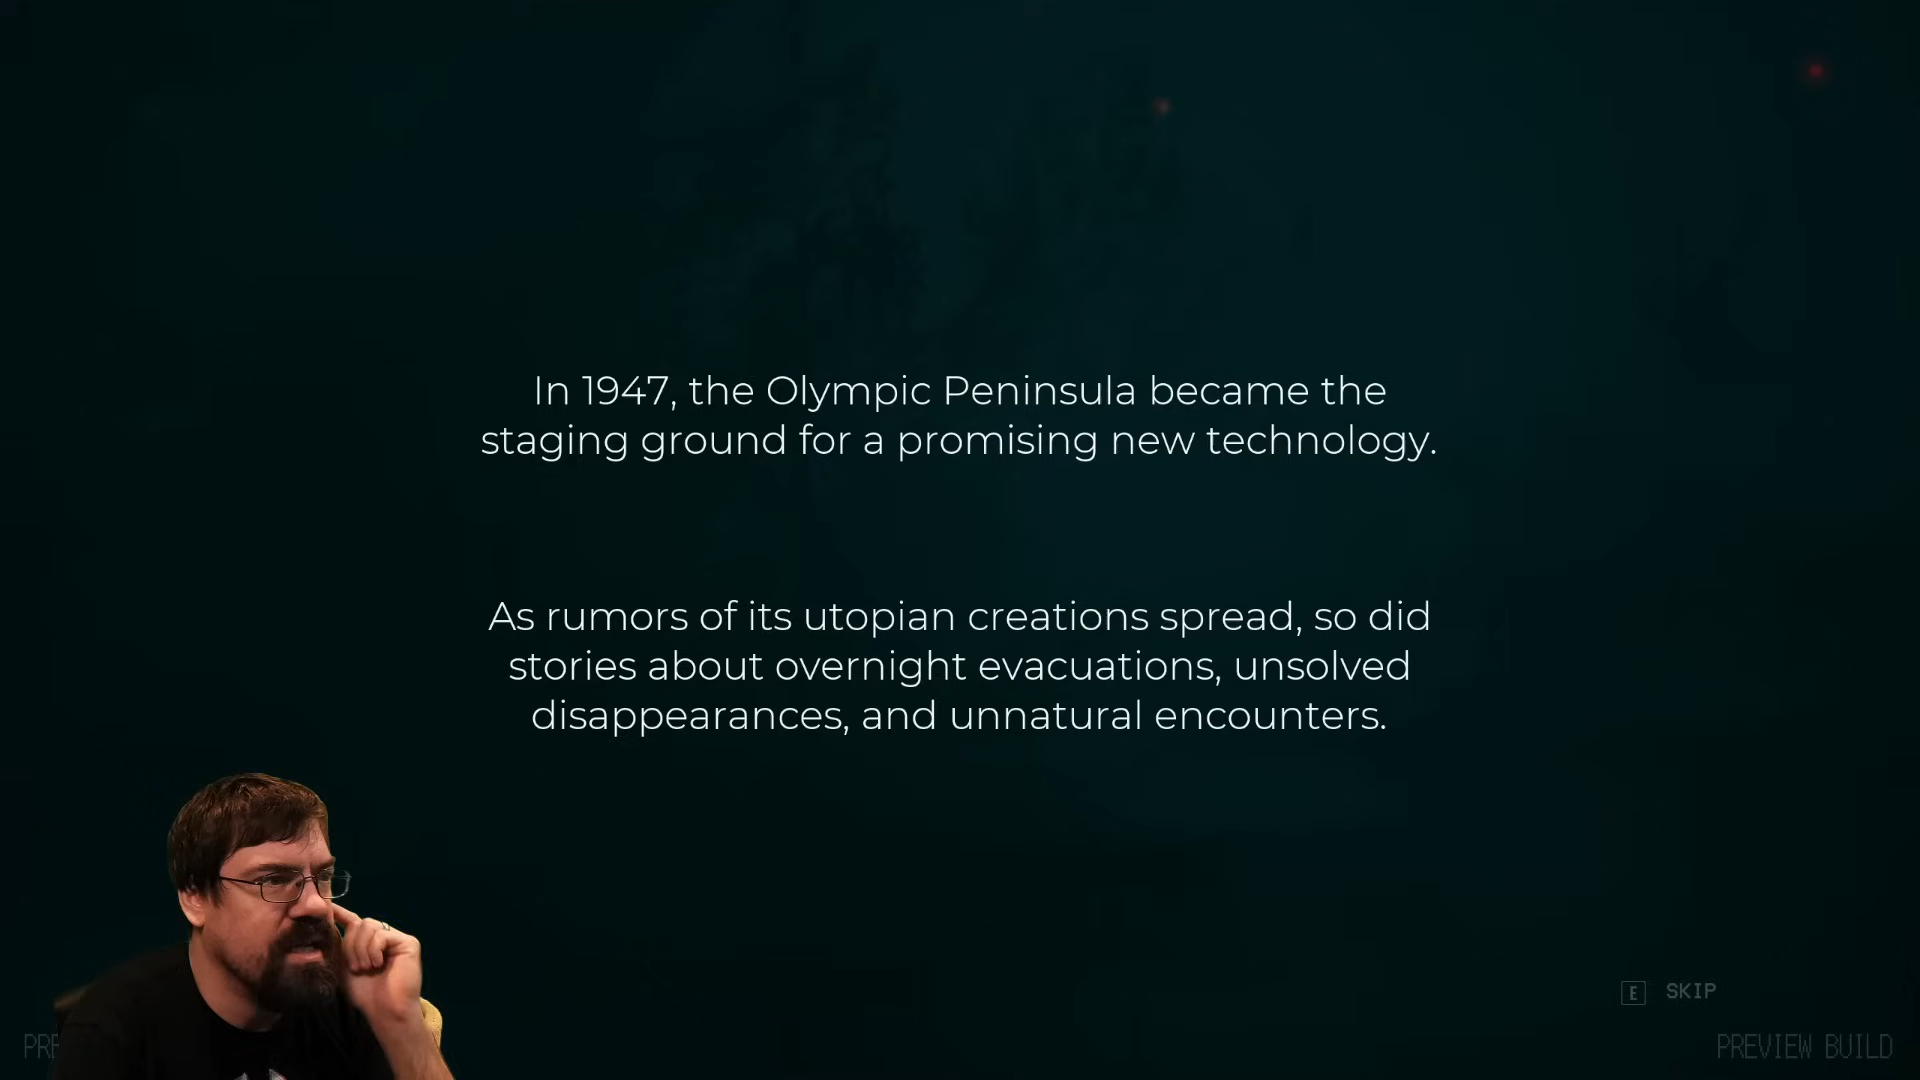 In 1947, the Olympic Peninsula became the
staging ground for a promising new technology.
As rumors of its utopian creations spread, so did
stories about overnight evacuations, unsolved
disappearances, and unnatural encounters.
E SKIP
PRE
PREVIEW BUILD